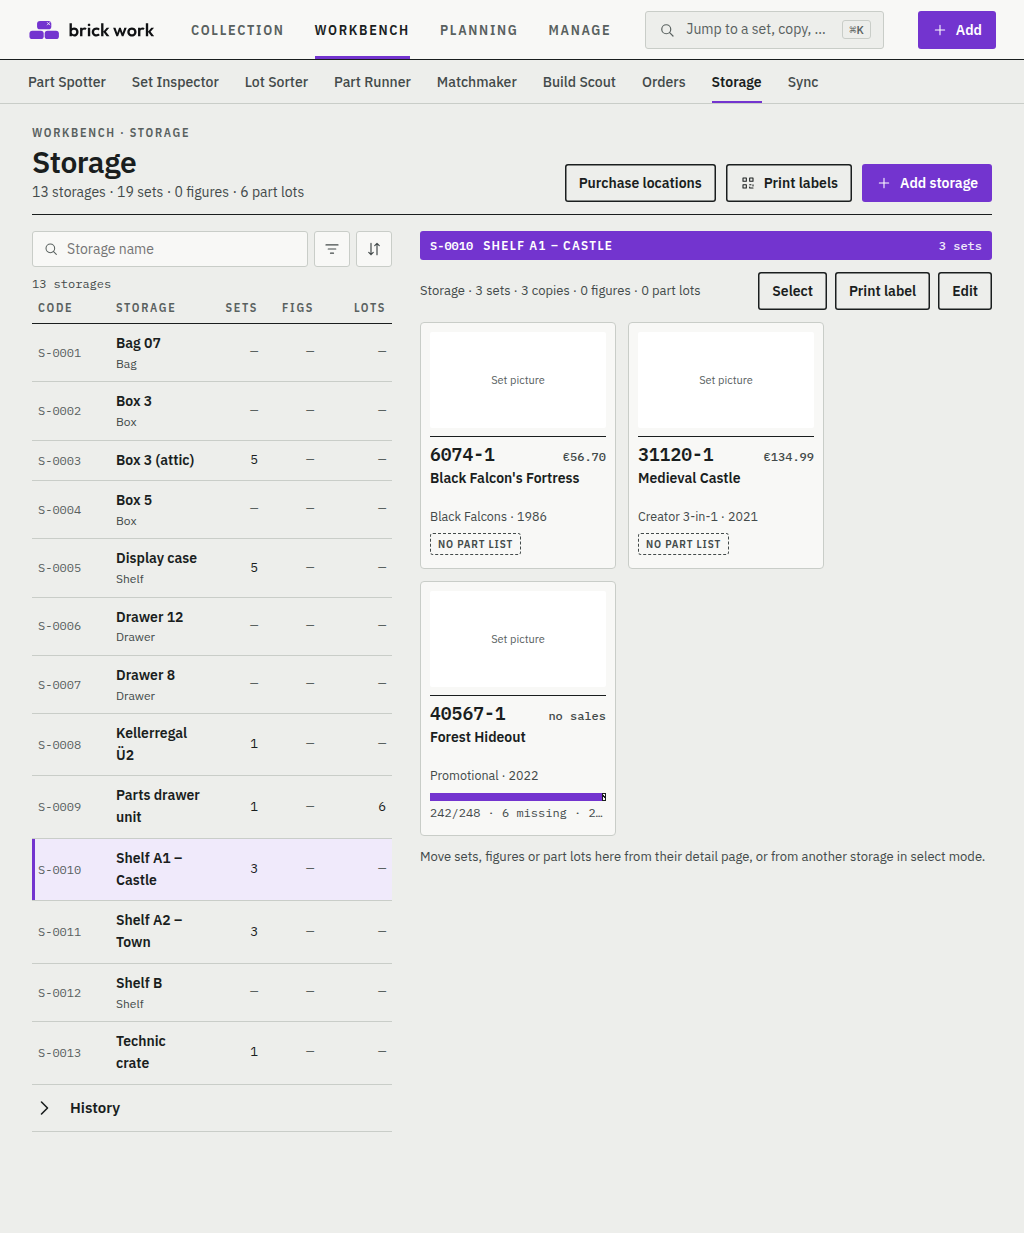 brick work
COLLECTION WORKBENCH PLANNING MANAGE
Jump to a set, copy, ... ⌘K
Add
Part Spotter Set Inspector Lot Sorter Part Runner Matchmaker Build Scout Orders Storage Sync
WORKBENCH · STORAGE
Storage
13 storages · 19 sets · 0 figures · 6 part lots
Purchase locations Print labels Add storage
Storage name
13 storages
CODE STORAGE SETS FIGS LOTS
S-0001 Bag 07 – – –
Bag
S-0002 Box 3 – – –
Box
S-0003 Box 3 (attic) 5 – –
S-0004 Box 5 – – –
Box
S-0005 Display case 5 – –
Shelf
S-0006 Drawer 12 – – –
Drawer
S-0007 Drawer 8 – – –
Drawer
S-0008 Kellerregal 1 – –
Ü2
S-0009 Parts drawer 1 – 6
unit
S-0010 Shelf A1 – 3 – –
Castle
S-0011 Shelf A2 – 3 – –
Town
S-0012 Shelf B – – –
Shelf
S-0013 Technic 1 – –
crate
History
S-0010 SHELF A1 – CASTLE 3 sets
Storage · 3 sets · 3 copies · 0 figures · 0 part lots
Select Print label Edit
Set picture
6074-1 €56.70
Black Falcon's Fortress
Black Falcons · 1986
NO PART LIST
Set picture
31120-1 €134.99
Medieval Castle
Creator 3-in-1 · 2021
NO PART LIST
Set picture
40567-1 no sales
Forest Hideout
Promotional · 2022
242/248 · 6 missing · 2…
Move sets, figures or part lots here from their detail page, or from another storage in select mode.